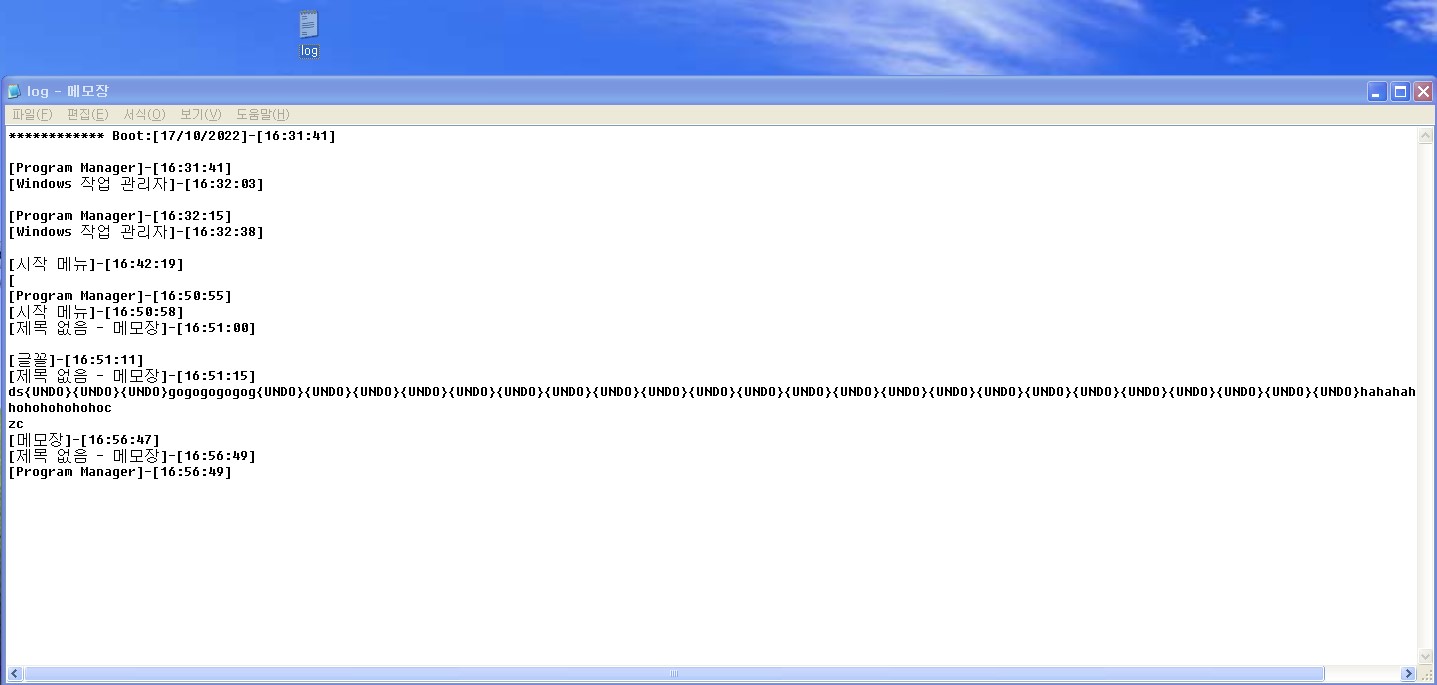 log
log - 메모장
파일(F) 편집(E) 서식(O) 보기(V) 도움말(H)
************ Boot:[17/10/2022]-[16:31:41]
[Program Manager]-[16:31:41]
[Windows 작업 관리자]-[16:32:03]
[Program Manager]-[16:32:15]
[Windows 작업 관리자]-[16:32:38]
[시작 메뉴]-[16:42:19]
[
[Program Manager]-[16:50:55]
[시작 메뉴]-[16:50:58]
[제목 없음 - 메모장]-[16:51:00]
[글꼴]-[16:51:11]
[제목 없음 - 메모장]-[16:51:15]
ds{UNDO}{UNDO}{UNDO}gogogogogog{UNDO}{UNDO}{UNDO}{UNDO}{UNDO}{UNDO}{UNDO}{UNDO}{UNDO}{UNDO}{UNDO}{UNDO}{UNDO}{UNDO}{UNDO}{UNDO}{UNDO}{UNDO}{UNDO}{UNDO}{UNDO}{UNDO}{UNDO}hahahah
hohohohohohoc
zc
[메모장]-[16:56:47]
[제목 없음 - 메모장]-[16:56:49]
[Program Manager]-[16:56:49]